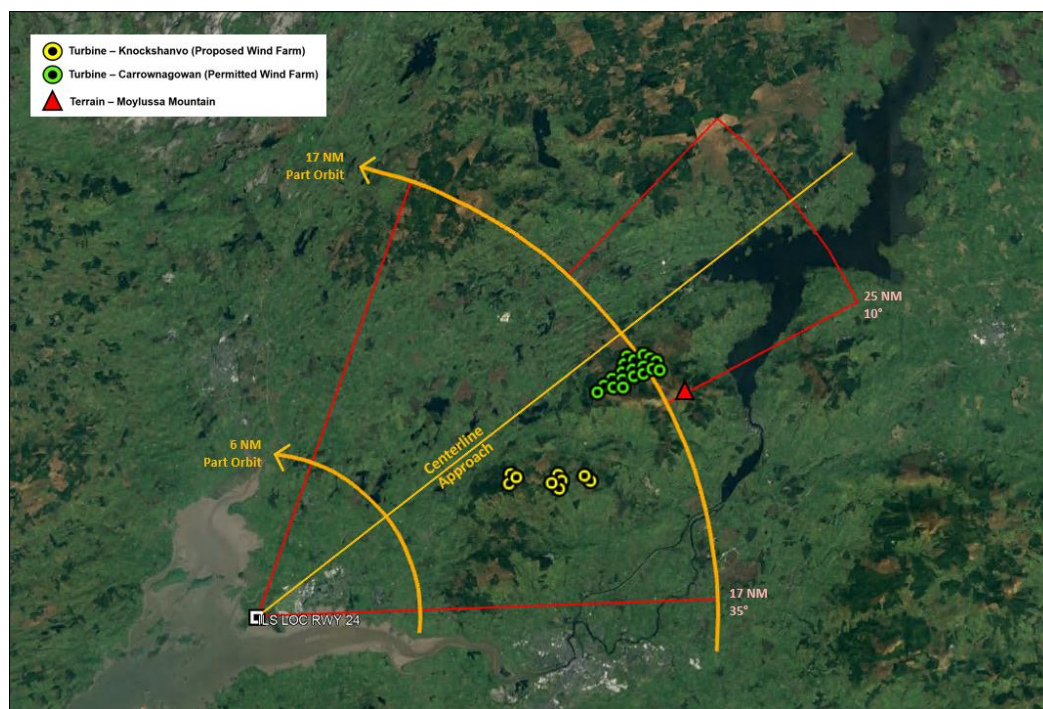 Turbine – Knockshanvo (Proposed Wind Farm)
Turbine – Carrownagowan (Permitted Wind Farm)
Terrain – Moylussa Mountain
17 NM
Part Orbit
25 NM
10°
Centerline
Approach
6 NM
Part Orbit
17 NM
35°
ILS LOC RWY 24